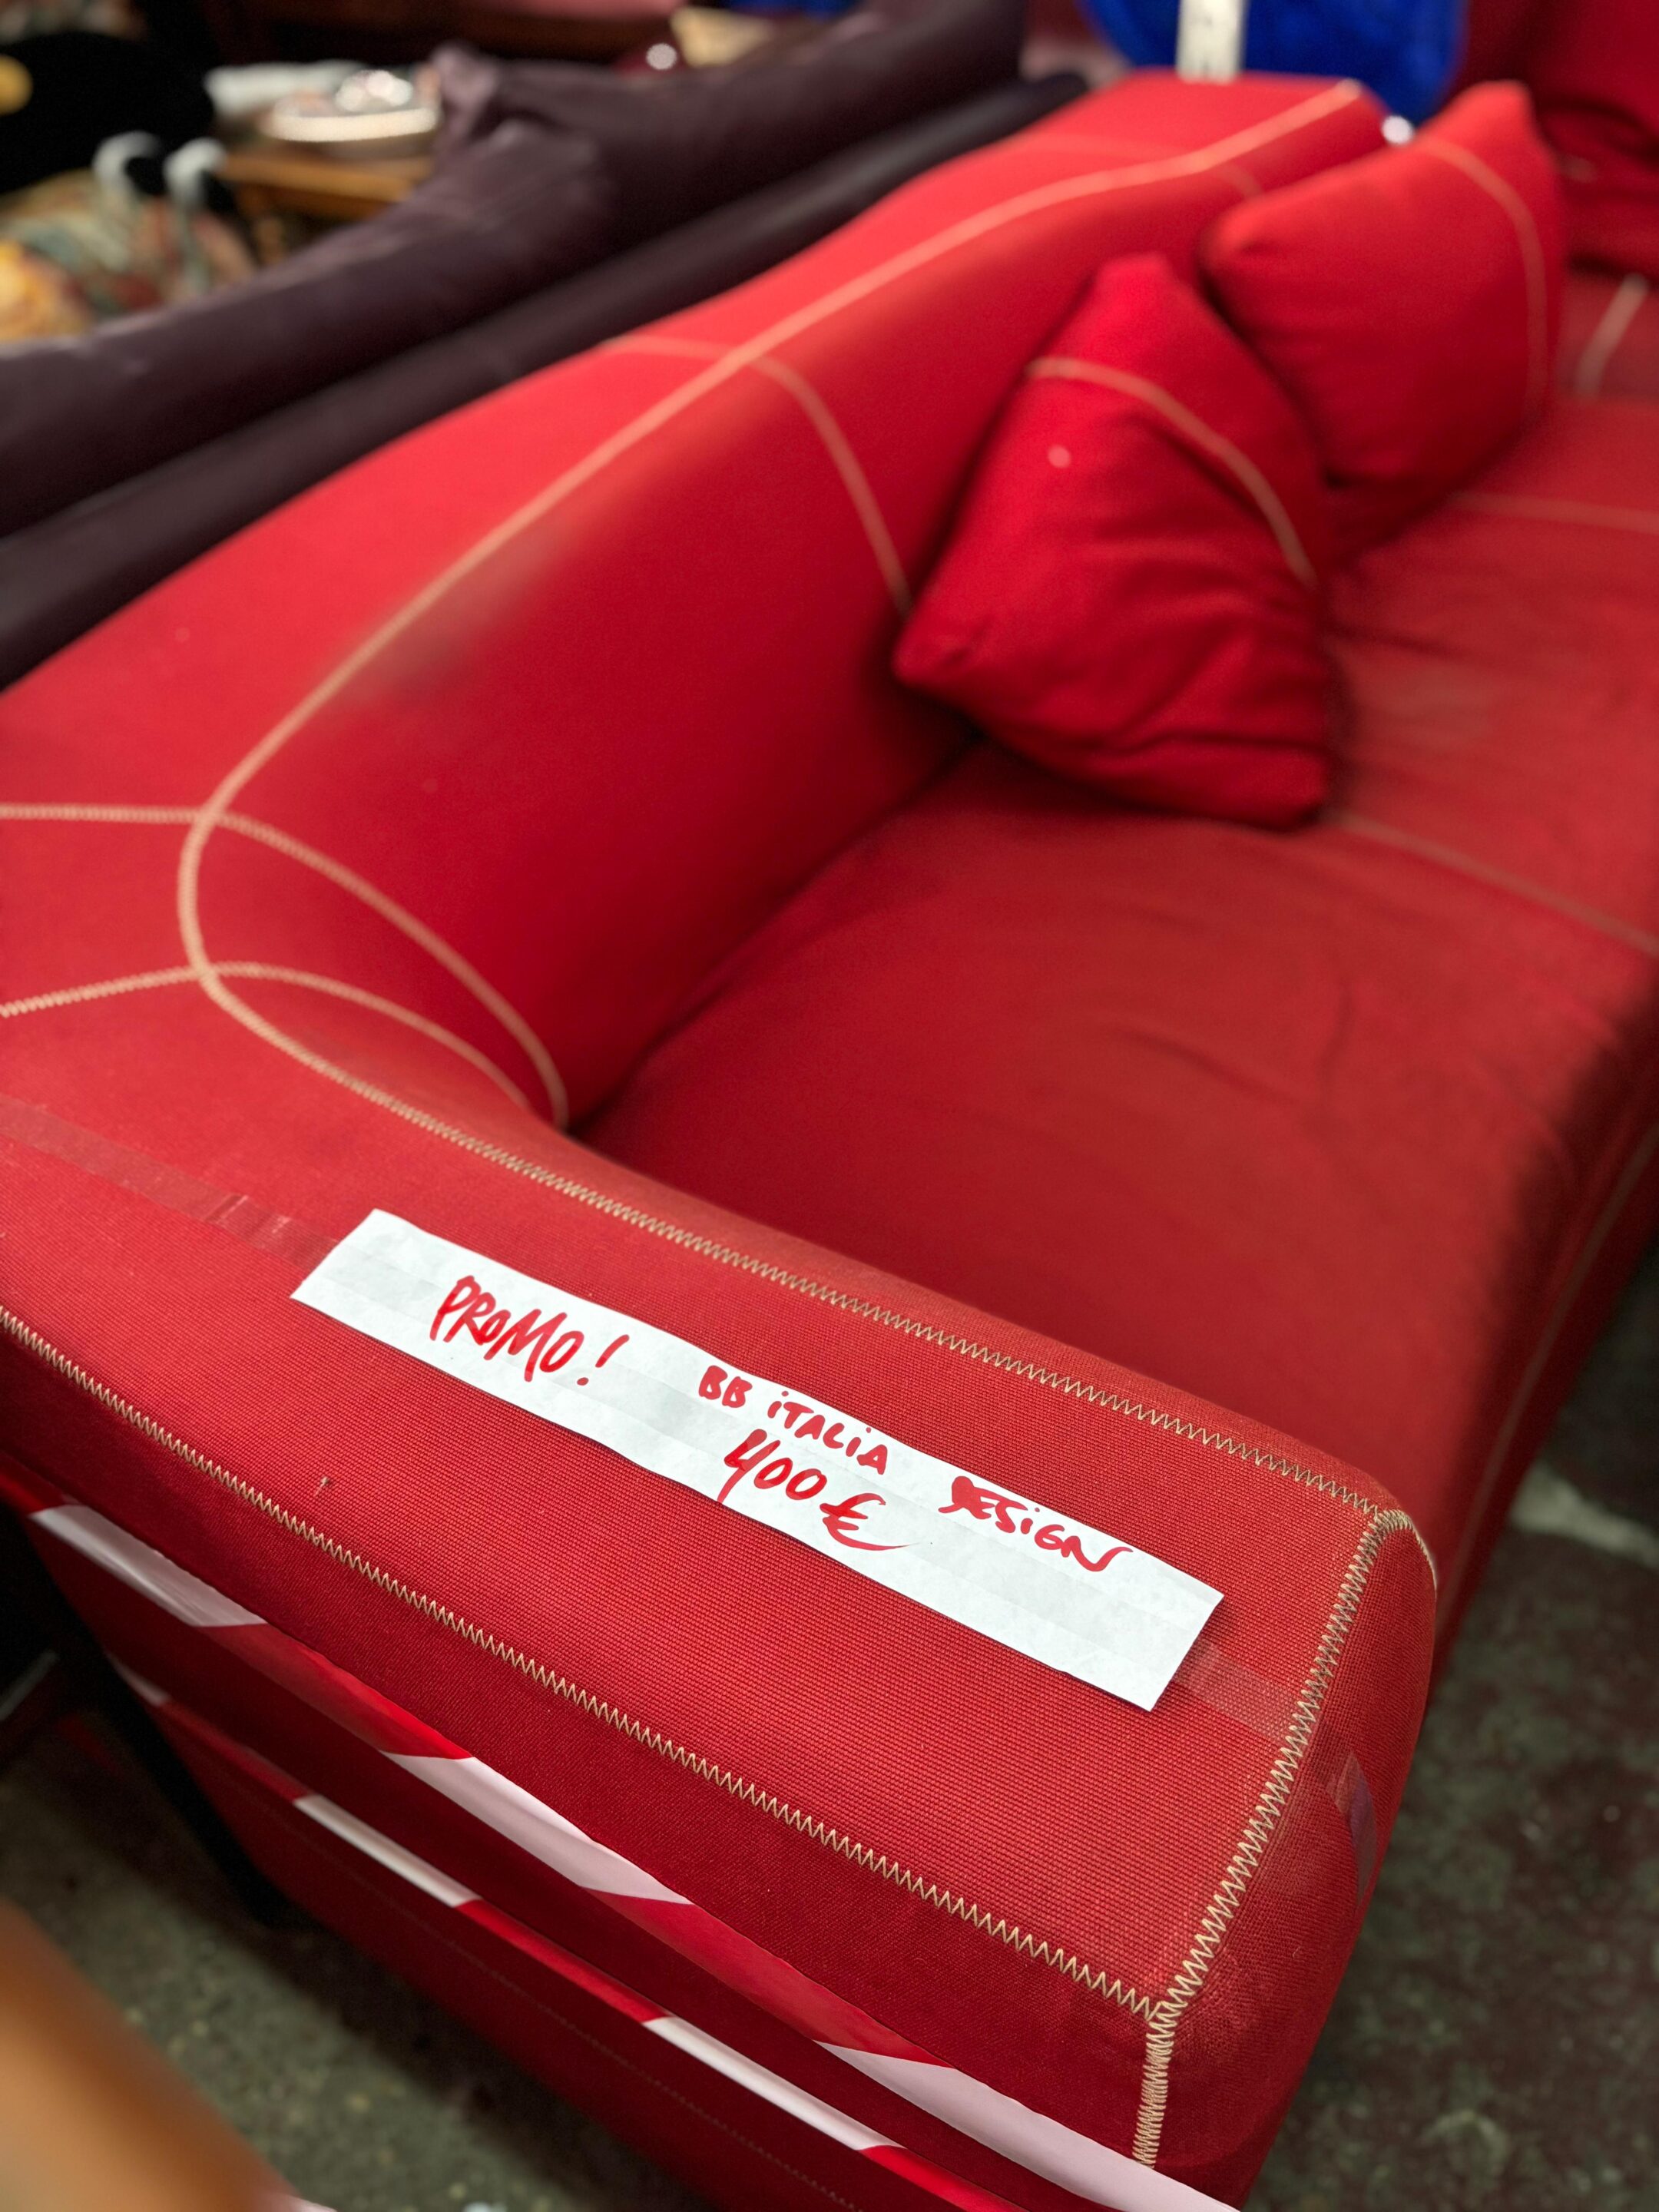 PROMO! BB iTALiA DESiGN
400€